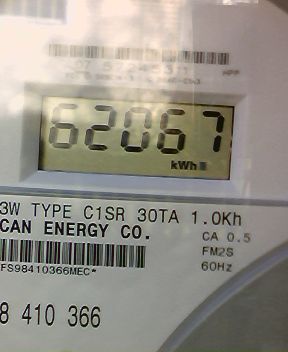 62067
kWh
3W TYPE C1SR 30TA 1.0Kh
CAN ENERGY CO.
CA 0.5
FM2S
60Hz
FS98410366MEC*
8 410 366